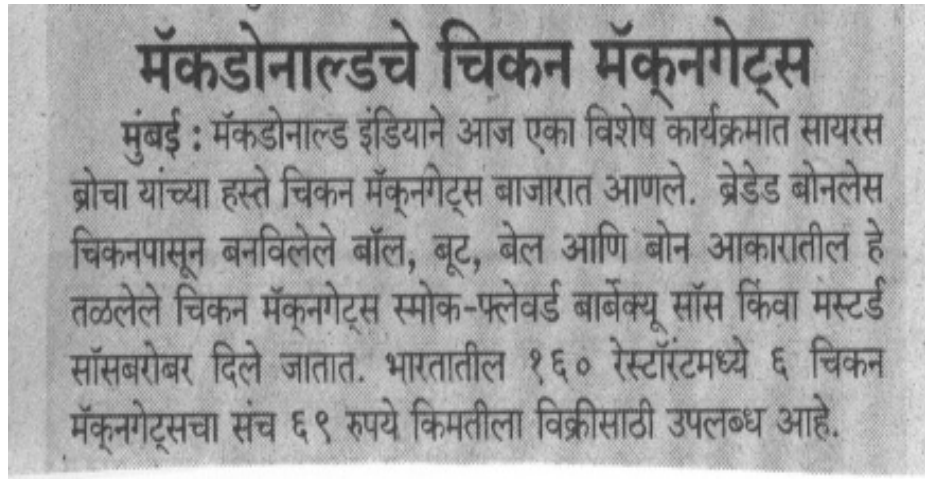 मॅकडोनाल्डचे चिकन मॅक्‌नगेट्स
मुंबई : मॅकडोनाल्ड इंडियाने आज एका विशेष कार्यक्रमात सायरस
ब्रोचा यांच्या हस्ते चिकन मॅक्‌नगेट्स बाजारात आणले. ब्रेडेड बोनलेस
चिकनपासून बनविलेले बॉल, बूट, बेल आणि बोन आकारातील हे
तळलेले चिकन मॅक्‌नगेट्स स्मोक-फ्लेवर्ड बार्बेक्यू सॉस किंवा मस्टर्ड
सॉसबरोबर दिले जातात. भारतातील १६० रेस्टॉरंटमध्ये ६ चिकन
मॅक्‌नगेट्सचा संच ६९ रुपये किमतीला विक्रीसाठी उपलब्ध आहे.